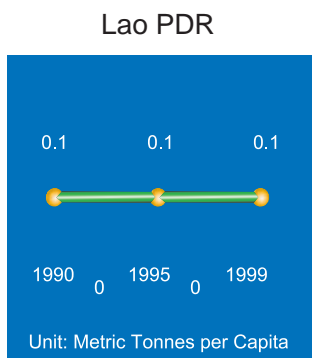 Lao PDR
0.1 0.1 0.1
1990 1995 1999
0 0
Unit: Metric Tonnes per Capita